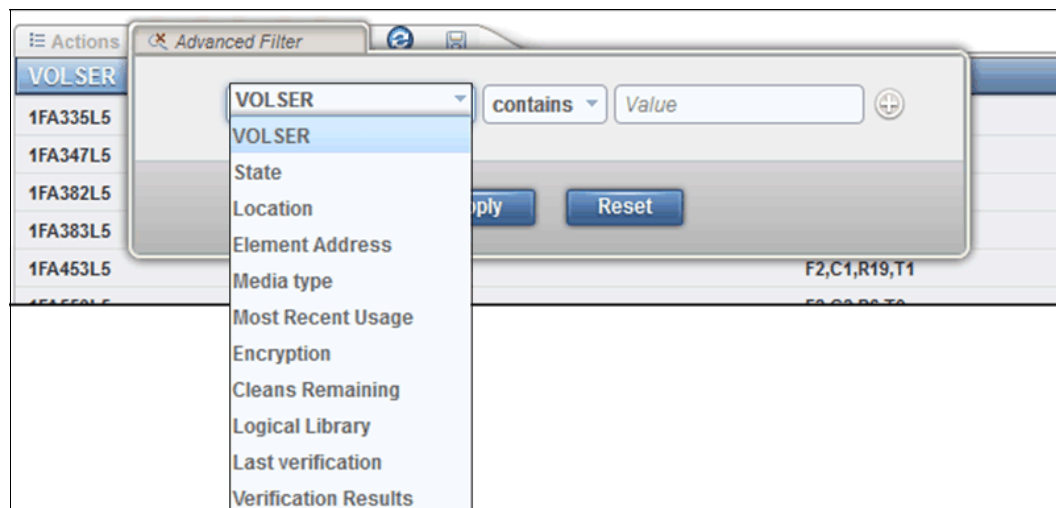 Actions
Advanced Filter
VOLSER
VOLSER
contains
Value
1FA335L5
VOLSER
1FA347L5
State
1FA382L5
Location
Reset
1FA383L5
Element Address
1FA453L5
F2,C1,R19,T1
Media type
Most Recent Usage
Encryption
Cleans Remaining
Logical Library
Last verification
Verification Results